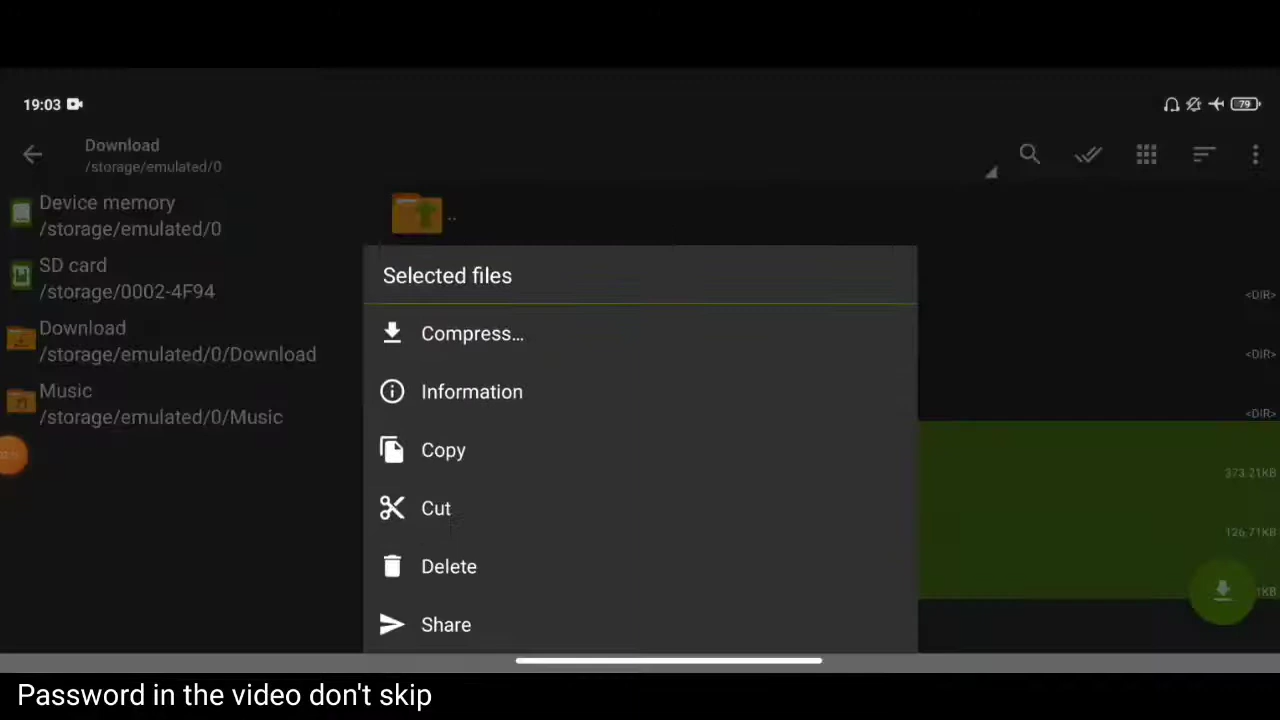 19:03
79
Download
/storage/emulated/0
Device memory
/storage/emulated/0
SD card
/storage/0002-4F94
Download
/storage/emulated/0/Download
Music
/storage/emulated/0/Music
..
Selected files
Compress...
Information
Copy
Cut
Delete
Share
<DIR>
<DIR>
<DIR>
373.21KB
126.71KB
Password in the video don't skip